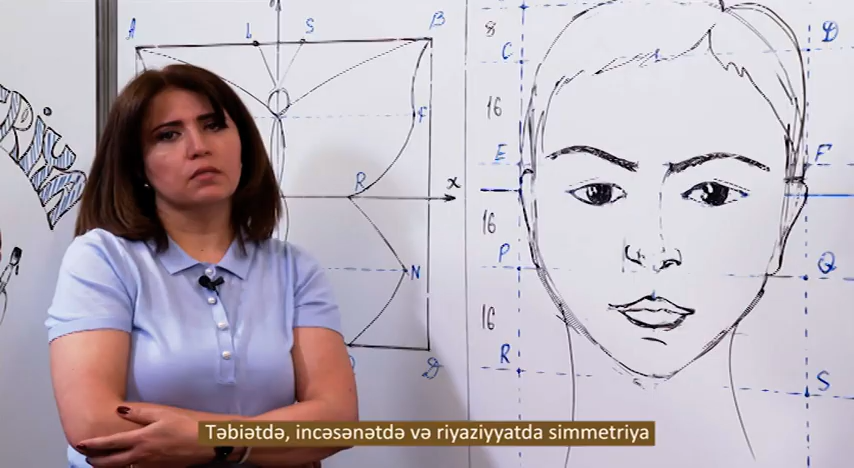 A L S B
F
R x
N
D
8
C D
16
E F
16
P Q
16
R S
Təbiətdə, incəsənətdə və riyaziyyatda simmetriya